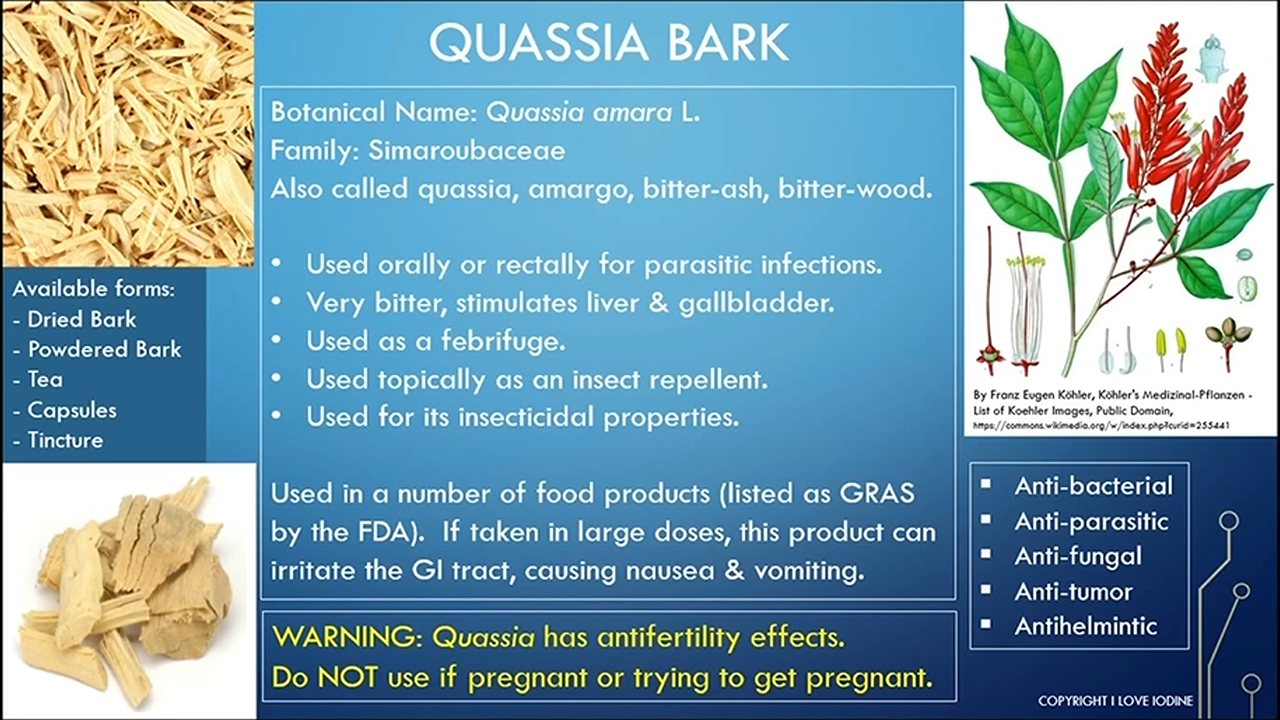 QUASSIA BARK
Botanical Name: Quassia amara L.
Family: Simaroubaceae
Also called quassia, amargo, bitter-ash, bitter-wood.
• Used orally or rectally for parasitic infections.
• Very bitter, stimulates liver & gallbladder.
• Used as a febrifuge.
• Used topically as an insect repellent.
• Used for its insecticidal properties.
Used in a number of food products (listed as GRAS
by the FDA). If taken in large doses, this product can
irritate the GI tract, causing nausea & vomiting.
WARNING: Quassia has antifertility effects.
Do NOT use if pregnant or trying to get pregnant.
Available forms:
- Dried Bark
- Powdered Bark
- Tea
- Capsules
- Tincture
By Franz Eugen Köhler, Köhler's Medizinal-Pflanzen -
List of Koehler Images, Public Domain,
https://commons.wikimedia.org/w/index.php?curid=255441
▪ Anti-bacterial
▪ Anti-parasitic
▪ Anti-fungal
▪ Anti-tumor
▪ Antihelmintic
COPYRIGHT I LOVE IODINE